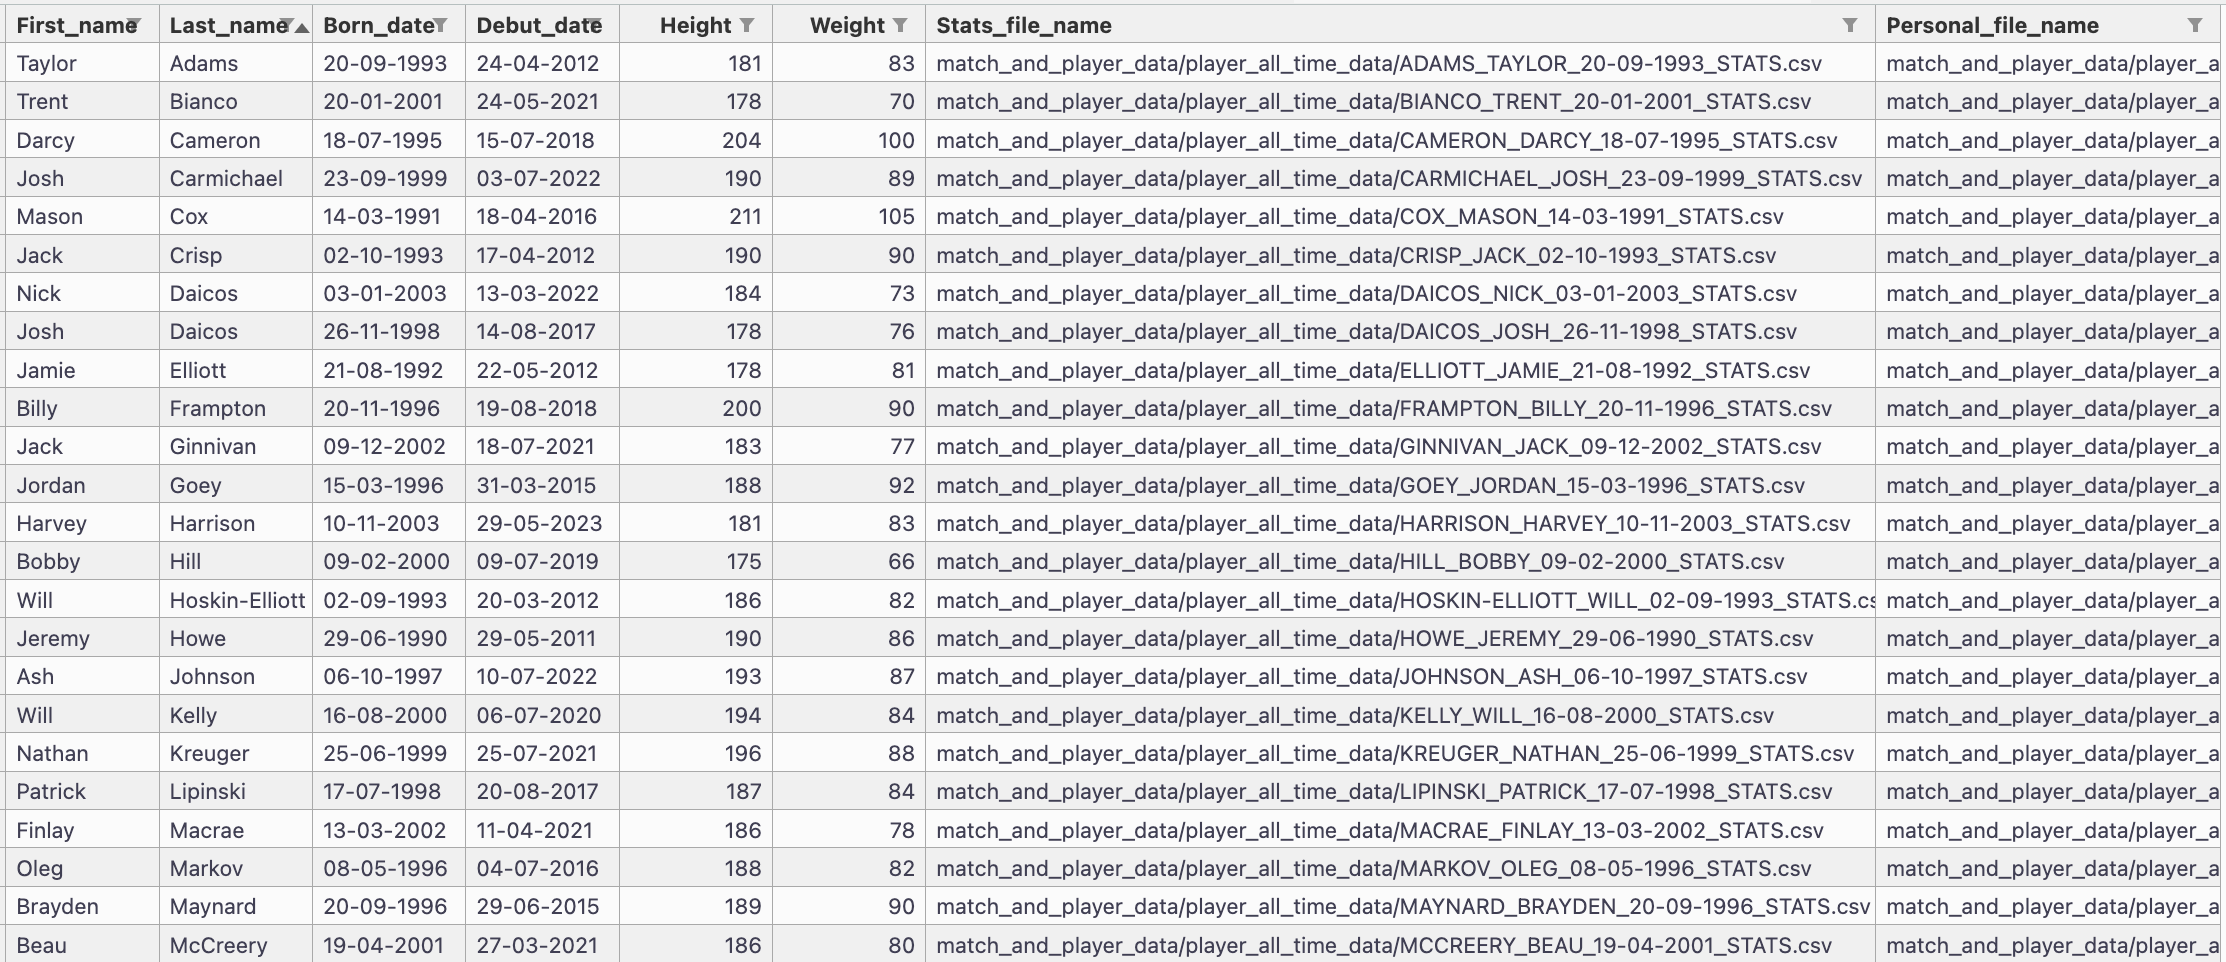 First_name Last_name Born_date Debut_date Height Weight Stats_file_name Personal_file_name
Taylor Adams 20-09-1993 24-04-2012 181 83 match_and_player_data/player_all_time_data/ADAMS_TAYLOR_20-09-1993_STATS.csv match_and_player_data/player_a
Trent Bianco 20-01-2001 24-05-2021 178 70 match_and_player_data/player_all_time_data/BIANCO_TRENT_20-01-2001_STATS.csv match_and_player_data/player_a
Darcy Cameron 18-07-1995 15-07-2018 204 100 match_and_player_data/player_all_time_data/CAMERON_DARCY_18-07-1995_STATS.csv match_and_player_data/player_a
Josh Carmichael 23-09-1999 03-07-2022 190 89 match_and_player_data/player_all_time_data/CARMICHAEL_JOSH_23-09-1999_STATS.csv match_and_player_data/player_a
Mason Cox 14-03-1991 18-04-2016 211 105 match_and_player_data/player_all_time_data/COX_MASON_14-03-1991_STATS.csv match_and_player_data/player_a
Jack Crisp 02-10-1993 17-04-2012 190 90 match_and_player_data/player_all_time_data/CRISP_JACK_02-10-1993_STATS.csv match_and_player_data/player_a
Nick Daicos 03-01-2003 13-03-2022 184 73 match_and_player_data/player_all_time_data/DAICOS_NICK_03-01-2003_STATS.csv match_and_player_data/player_a
Josh Daicos 26-11-1998 14-08-2017 178 76 match_and_player_data/player_all_time_data/DAICOS_JOSH_26-11-1998_STATS.csv match_and_player_data/player_a
Jamie Elliott 21-08-1992 22-05-2012 178 81 match_and_player_data/player_all_time_data/ELLIOTT_JAMIE_21-08-1992_STATS.csv match_and_player_data/player_a
Billy Frampton 20-11-1996 19-08-2018 200 90 match_and_player_data/player_all_time_data/FRAMPTON_BILLY_20-11-1996_STATS.csv match_and_player_data/player_a
Jack Ginnivan 09-12-2002 18-07-2021 183 77 match_and_player_data/player_all_time_data/GINNIVAN_JACK_09-12-2002_STATS.csv match_and_player_data/player_a
Jordan Goey 15-03-1996 31-03-2015 188 92 match_and_player_data/player_all_time_data/GOEY_JORDAN_15-03-1996_STATS.csv match_and_player_data/player_a
Harvey Harrison 10-11-2003 29-05-2023 181 83 match_and_player_data/player_all_time_data/HARRISON_HARVEY_10-11-2003_STATS.csv match_and_player_data/player_a
Bobby Hill 09-02-2000 09-07-2019 175 66 match_and_player_data/player_all_time_data/HILL_BOBBY_09-02-2000_STATS.csv match_and_player_data/player_a
Will Hoskin-Elliott 02-09-1993 20-03-2012 186 82 match_and_player_data/player_all_time_data/HOSKIN-ELLIOTT_WILL_02-09-1993_STATS.cs match_and_player_data/player_a
Jeremy Howe 29-06-1990 29-05-2011 190 86 match_and_player_data/player_all_time_data/HOWE_JEREMY_29-06-1990_STATS.csv match_and_player_data/player_a
Ash Johnson 06-10-1997 10-07-2022 193 87 match_and_player_data/player_all_time_data/JOHNSON_ASH_06-10-1997_STATS.csv match_and_player_data/player_a
Will Kelly 16-08-2000 06-07-2020 194 84 match_and_player_data/player_all_time_data/KELLY_WILL_16-08-2000_STATS.csv match_and_player_data/player_a
Nathan Kreuger 25-06-1999 25-07-2021 196 88 match_and_player_data/player_all_time_data/KREUGER_NATHAN_25-06-1999_STATS.csv match_and_player_data/player_a
Patrick Lipinski 17-07-1998 20-08-2017 187 84 match_and_player_data/player_all_time_data/LIPINSKI_PATRICK_17-07-1998_STATS.csv match_and_player_data/player_a
Finlay Macrae 13-03-2002 11-04-2021 186 78 match_and_player_data/player_all_time_data/MACRAE_FINLAY_13-03-2002_STATS.csv match_and_player_data/player_a
Oleg Markov 08-05-1996 04-07-2016 188 82 match_and_player_data/player_all_time_data/MARKOV_OLEG_08-05-1996_STATS.csv match_and_player_data/player_a
Brayden Maynard 20-09-1996 29-06-2015 189 90 match_and_player_data/player_all_time_data/MAYNARD_BRAYDEN_20-09-1996_STATS.csv match_and_player_data/player_a
Beau McCreery 19-04-2001 27-03-2021 186 80 match_and_player_data/player_all_time_data/MCCREERY_BEAU_19-04-2001_STATS.csv match_and_player_data/player_a